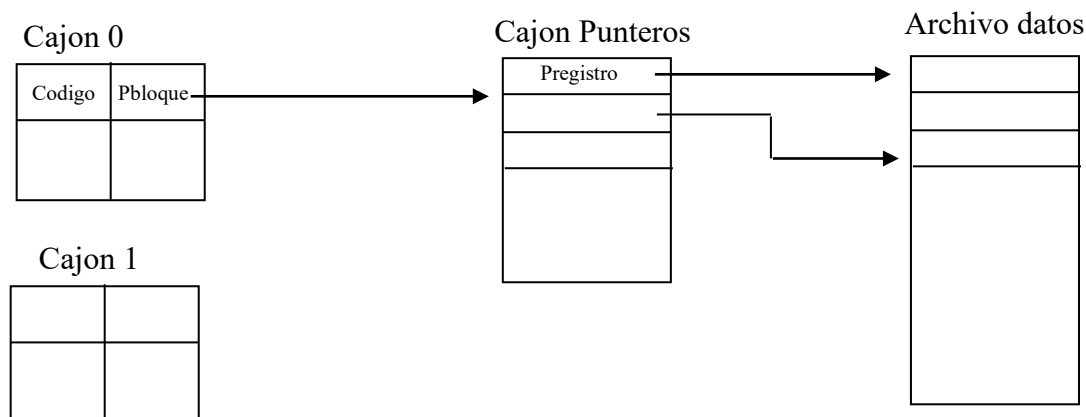 Cajon 0
Cajon Punteros
Archivo datos
Codigo
Pbloque
Pregistro
Cajon 1